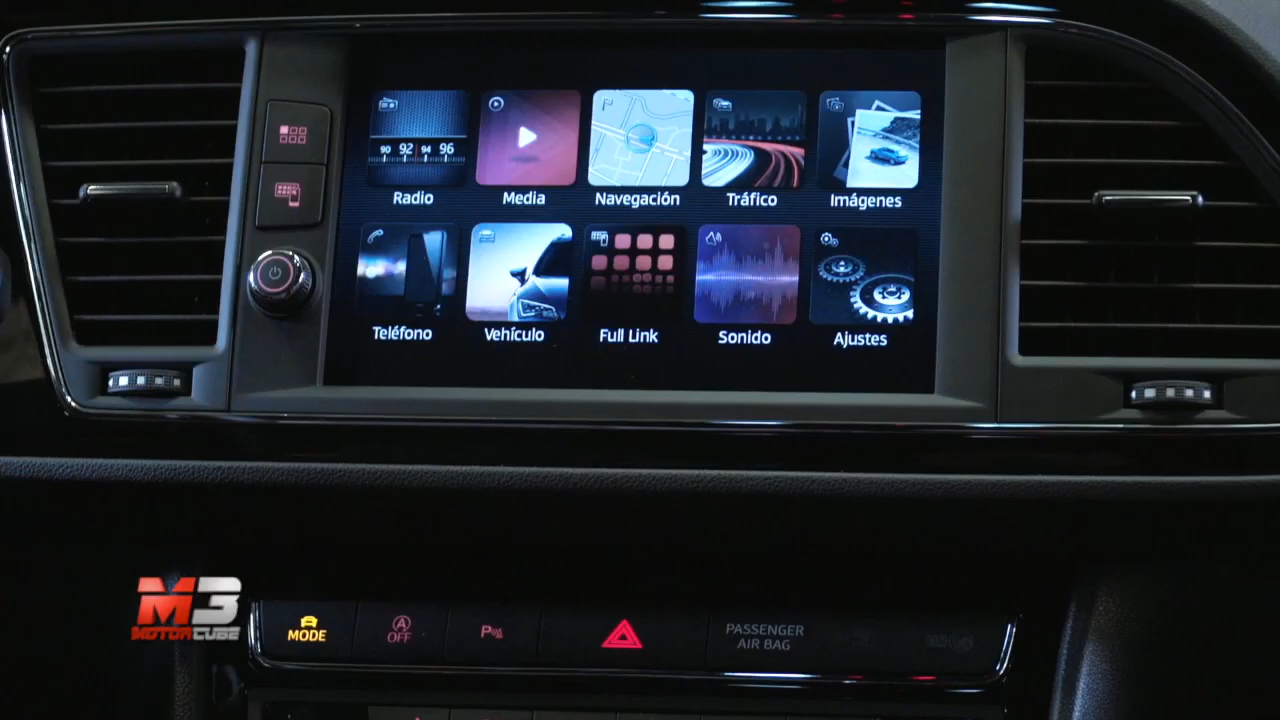 90 92 94 96
Radio
Media
Navegación
Tráfico
Imágenes
Teléfono
Vehículo
Full Link
Sonido
Ajustes
M3
MOTORCUBE
MODE
A
OFF
P
PASSENGER
AIR BAG